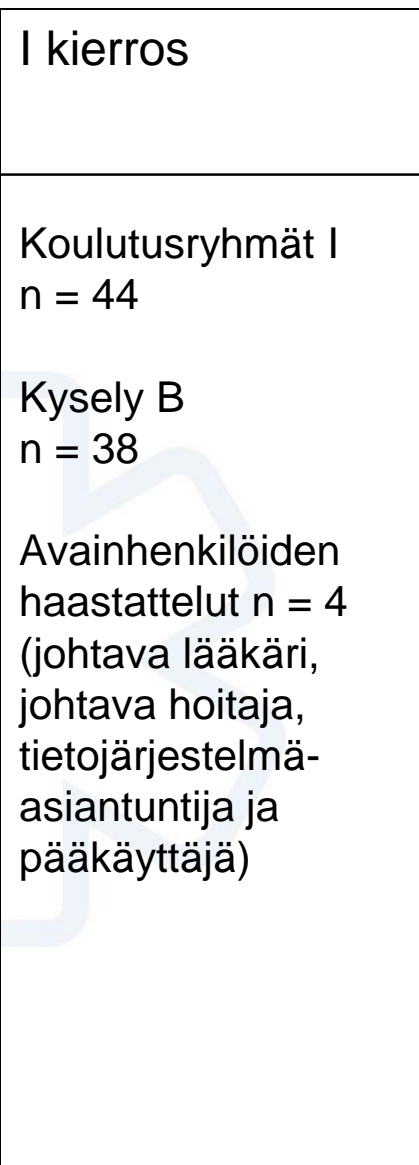 I kierros
Koulutusryhmät I
n = 44
Kysely B
n = 38
Avainhenkilöiden
haastattelut n = 4
(johtava lääkäri,
johtava hoitaja,
tietojärjestelmä-
asiantuntija ja
pääkäyttäjä)